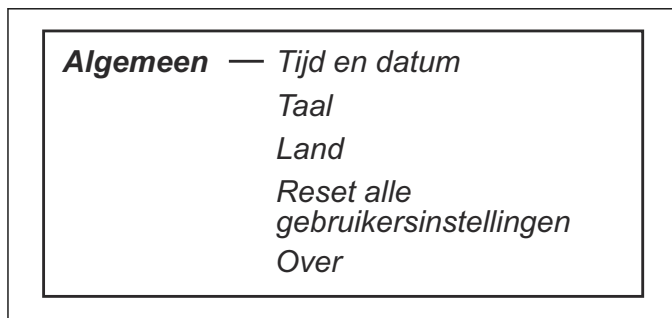 Algemeen — Tijd en datum
Taal
Land
Reset alle
gebruikersinstellingen
Over